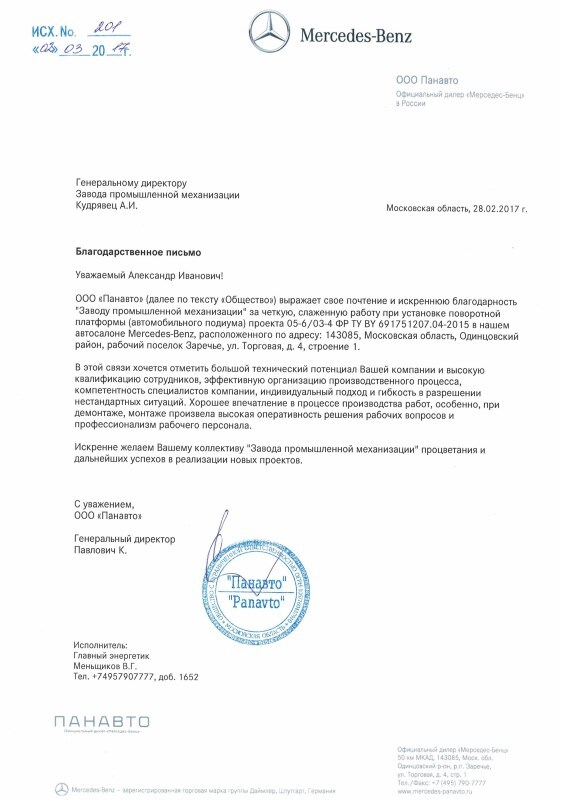 ИСХ. No. 201
«02» 03 20 17 г.
Mercedes-Benz
ООО Панавто
Официальный дилер «Мерседес-Бенц»
в России
Генеральному директору
Завода промышленной механизации
Кудрявец А.И.
Московская область, 28.02.2017 г.
Благодарственное письмо
Уважаемый Александр Иванович!
ООО «Панавто» (далее по тексту «Общество») выражает свое почтение и искреннюю благодарность
"Заводу промышленной механизации" за четкую, слаженную работу при установке поворотной
платформы (автомобильного подиума) проекта 05-6/03-4 ФР ТУ BY 691751207.04-2015 в нашем
автосалоне Mercedes-Benz, расположенного по адресу: 143085, Московская область, Одинцовский
район, рабочий поселок Заречье, ул. Торговая, д. 4, строение 1.
В этой связи хочется отметить большой технический потенциал Вашей компании и высокую
квалификацию сотрудников, эффективную организацию производственного процесса,
компетентность специалистов компании, индивидуальный подход и гибкость в разрешении
нестандартных ситуаций. Хорошее впечатление в процессе производства работ, особенно, при
демонтаже, монтаже произвела высокая оперативность решения рабочих вопросов и
профессионализм рабочего персонала.
Искренне желаем Вашему коллективу "Завода промышленной механизации" процветания и
дальнейших успехов в реализации новых проектов.
С уважением,
ООО «Панавто»
Генеральный директор
Павлович К.
ОБЩЕСТВО С ОГРАНИЧЕННОЙ ОТВЕТСТВЕННОСТЬЮ
"Панавто"
"Panavto"
МОСКОВСКАЯ ОБЛАСТЬ
Исполнитель:
Главный энергетик
Меньщиков В.Г.
Тел. +74957907777, доб. 1652
ПАНАВТО
Официальный дилер «Мерседес-Бенц»
Официальный дилер «Мерседес-Бенц»
50 км МКАД, 143085, Моск. обл.
Одинцовский р-он, р.п. Заречье,
ул. Торговая, д. 4, стр. 1
Тел./Факс: +7 (495) 790-7777
www.mercedes-panavto.ru
Mercedes-Benz – зарегистрированная торговая марка группы Даймлер, Штутгарт, Германия